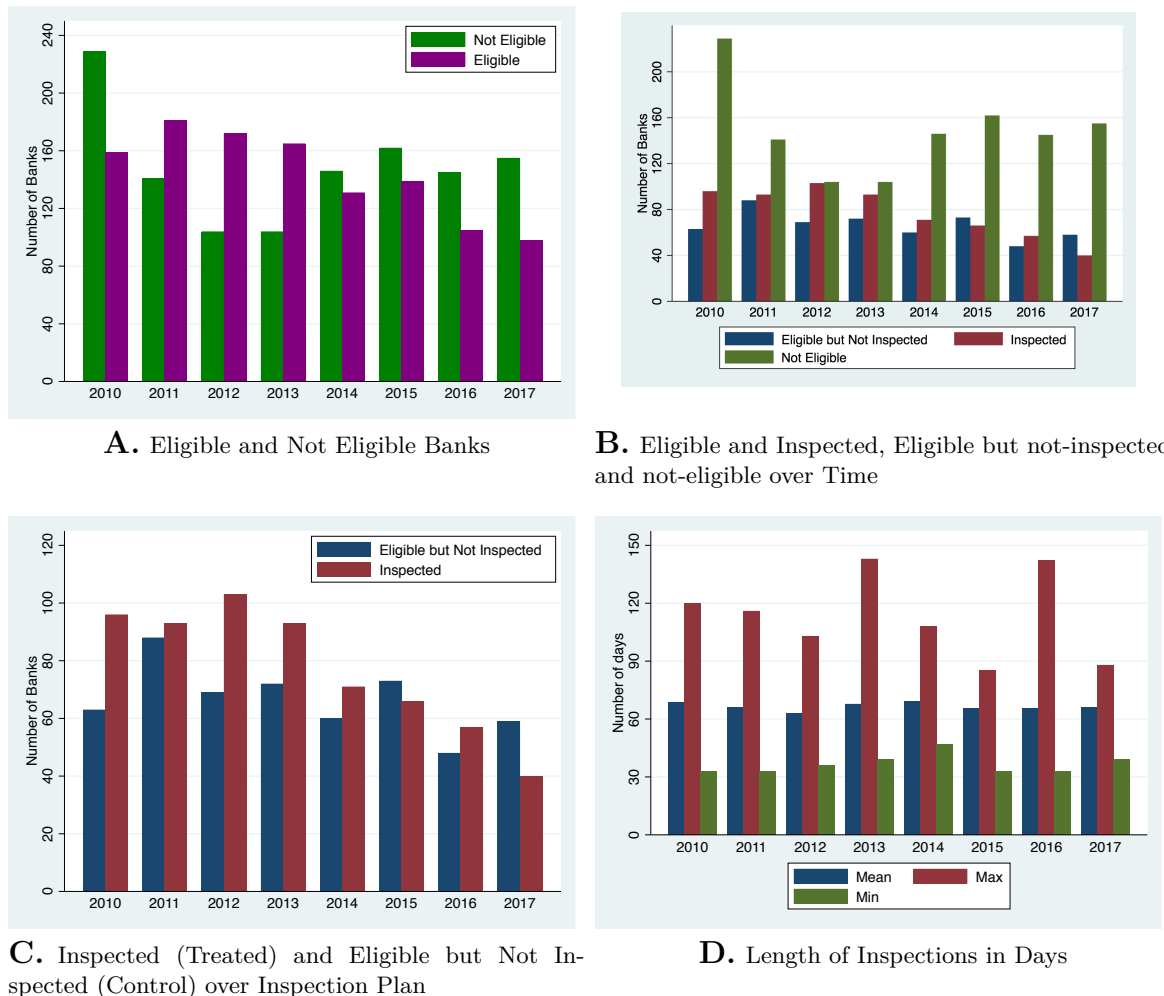 Number of Banks
0 40 80 120 160 200 240
Not Eligible
Eligible
2010 2011 2012 2013 2014 2015 2016 2017
A. Eligible and Not Eligible Banks
Number of Banks
0 40 80 120 160 200
2010 2011 2012 2013 2014 2015 2016 2017
Eligible but Not Inspected Inspected
Not Eligible
B. Eligible and Inspected, Eligible but not-inspected
and not-eligible over Time
Number of Banks
0 20 40 60 80 100 120
Eligible but Not Inspected
Inspected
2010 2011 2012 2013 2014 2015 2016 2017
C. Inspected (Treated) and Eligible but Not In-
spected (Control) over Inspection Plan
Number of days
0 30 60 90 120 150
2010 2011 2012 2013 2014 2015 2016 2017
Mean Max
Min
D. Length of Inspections in Days